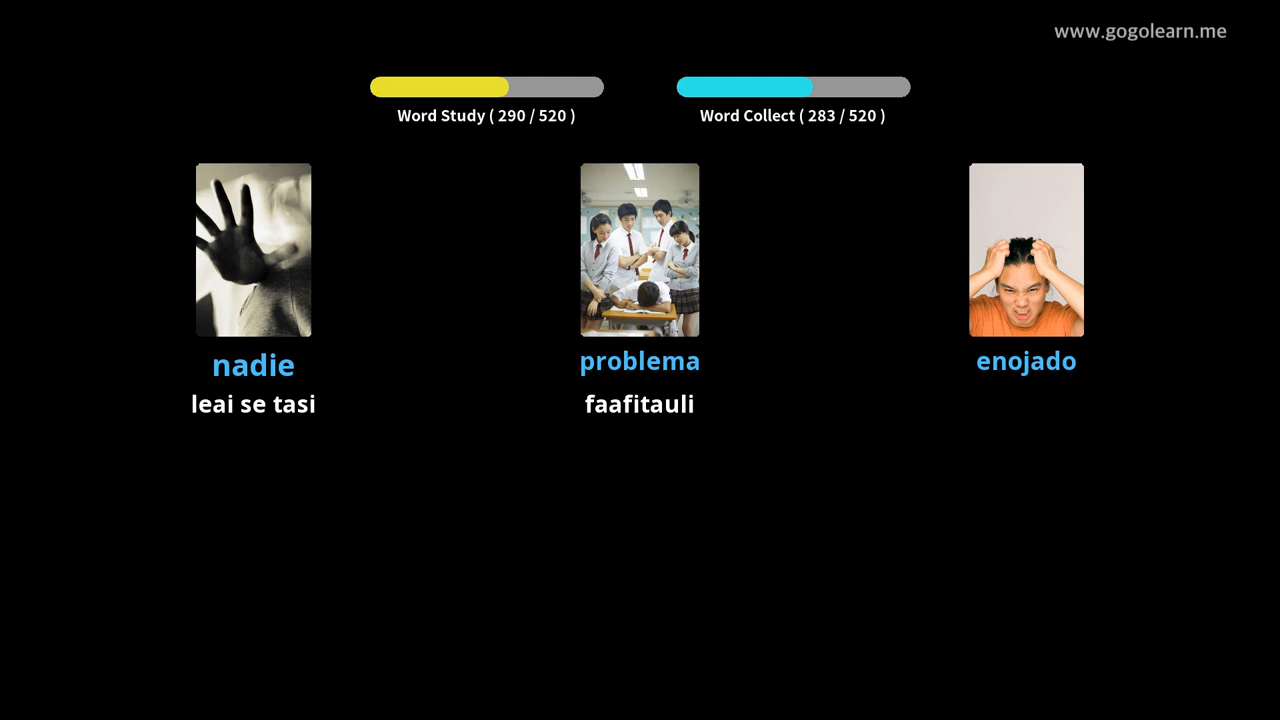 www.gogolearn.me
Word Study ( 290 / 520 )
Word Collect ( 283 / 520 )
nadie
problema
enojado
leai se tasi
faafitauli